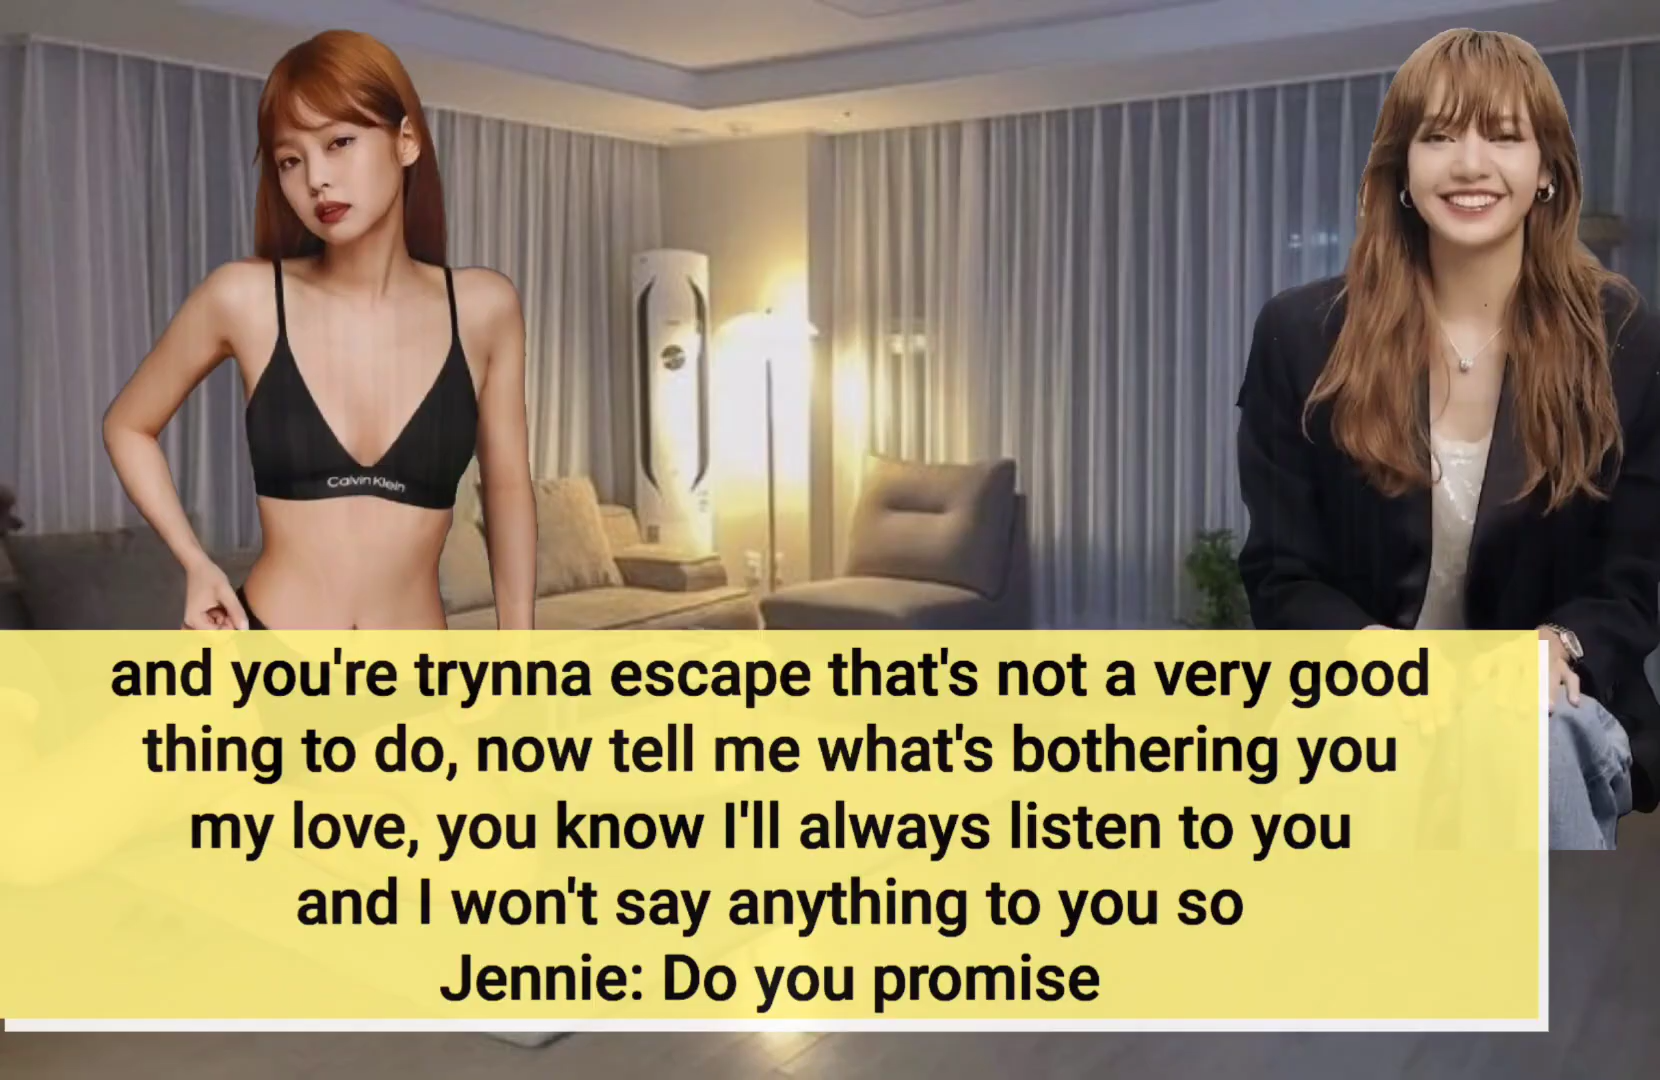 Calvin Klein
and you're trynna escape that's not a very good
thing to do, now tell me what's bothering you
my love, you know I'll always listen to you
and I won't say anything to you so
Jennie: Do you promise